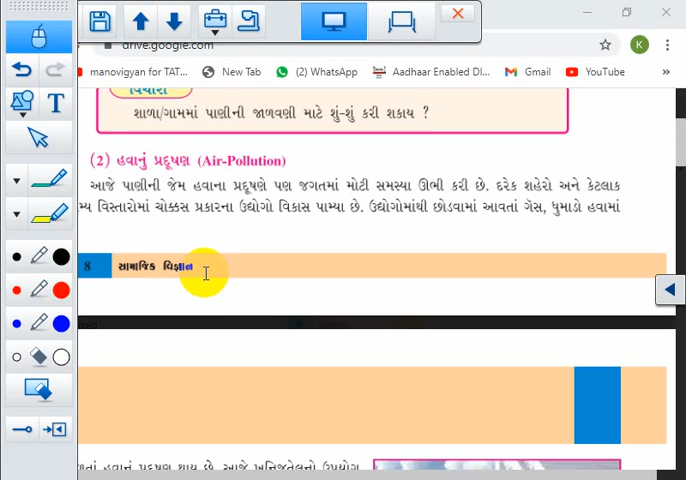 drive.google.com
K
manovigyan for TAT...
New Tab
(2) WhatsApp
Aadhaar Enabled DI...
Gmail
YouTube
વિચારો
શાળા/ગામમાં પાણીની જાળવણી માટે શું-શું કરી શકાય ?
(2) હવાનું પ્રદૂષણ (Air-Pollution)
આજે પાણીની જેમ હવાના પ્રદૂષણે પણ જગતમાં મોટી સમસ્યા ઊભી કરી છે. દરેક શહેરો અને કેટલાક
વિસ્તારોમાં ચોક્કસ પ્રકારના ઉદ્યોગો વિકાસ પામ્યા છે. ઉદ્યોગોમાંથી છોડવામાં આવતાં ગૅસ, ધુમાડો હવામાં
8 સામાજિક વિજ્ઞાન
હવાનું પ્રદૂષણ થાય છે. આજે ખનિજતેલનો ઉપયોગ
T